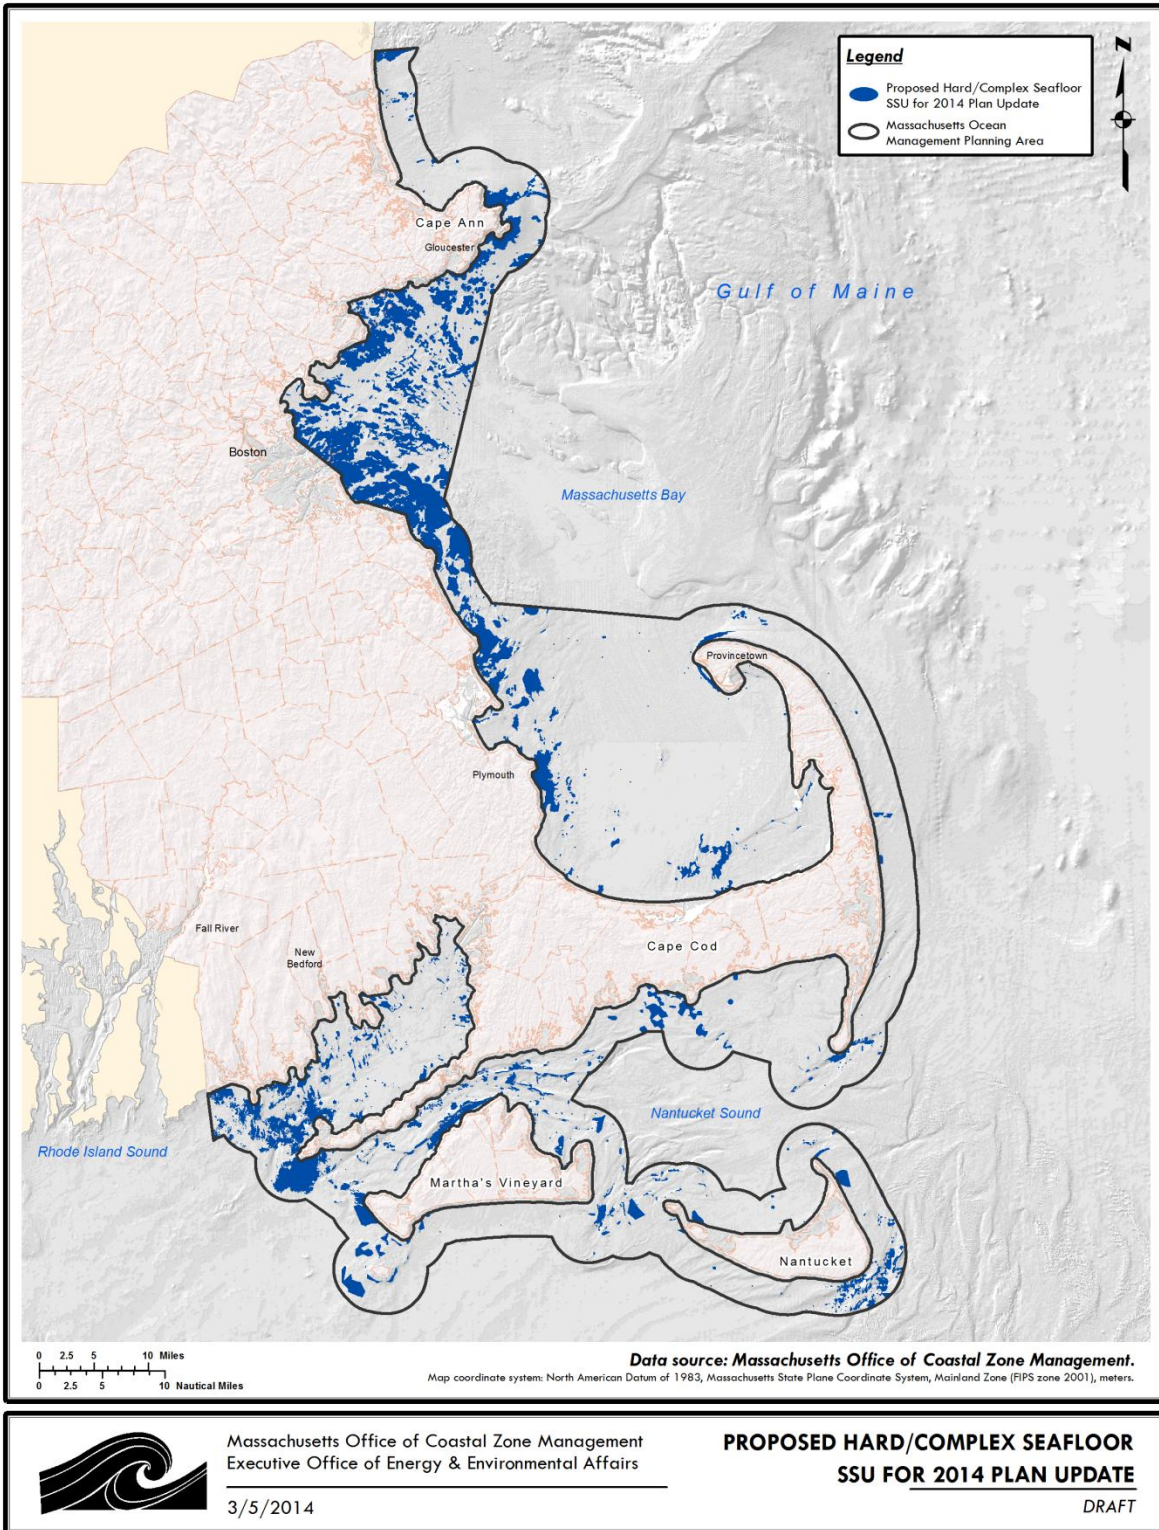 Legend
Proposed Hard/Complex Seafloor
SSU for 2014 Plan Update
Massachusetts Ocean
Management Planning Area
N
Cape Ann
Gloucester
Gulf of Maine
Boston
Massachusetts Bay
Provincetown
Plymouth
Fall River
New
Bedford
Cape Cod
Nantucket Sound
Rhode Island Sound
Martha's Vineyard
Nantucket
0 2.5 5 10 Miles
0 2.5 5 10 Nautical Miles
Data source: Massachusetts Office of Coastal Zone Management.
Map coordinate system: North American Datum of 1983, Massachusetts State Plane Coordinate System, Mainland Zone (FIPS zone 2001), meters.
Massachusetts Office of Coastal Zone Management
Executive Office of Energy & Environmental Affairs
3/5/2014
PROPOSED HARD/COMPLEX SEAFLOOR
SSU FOR 2014 PLAN UPDATE
DRAFT